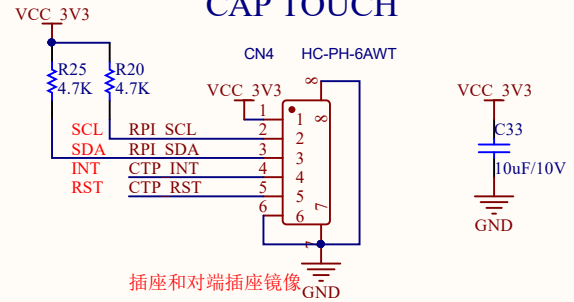 CAP TOUCH
VCC_3V3
CN4 HC-PH-6AWT
R25 R20
4.7K 4.7K
VCC_3V3
VCC_3V3
8
8
1 1
SCL RPI_SCL 2 2
SDA RPI_SDA 3 3
INT CTP_INT 4 4
RST CTP_RST 5 5
6 6
7
7
C33
10uF/10V
GND
插座和对端插座镜像
GND